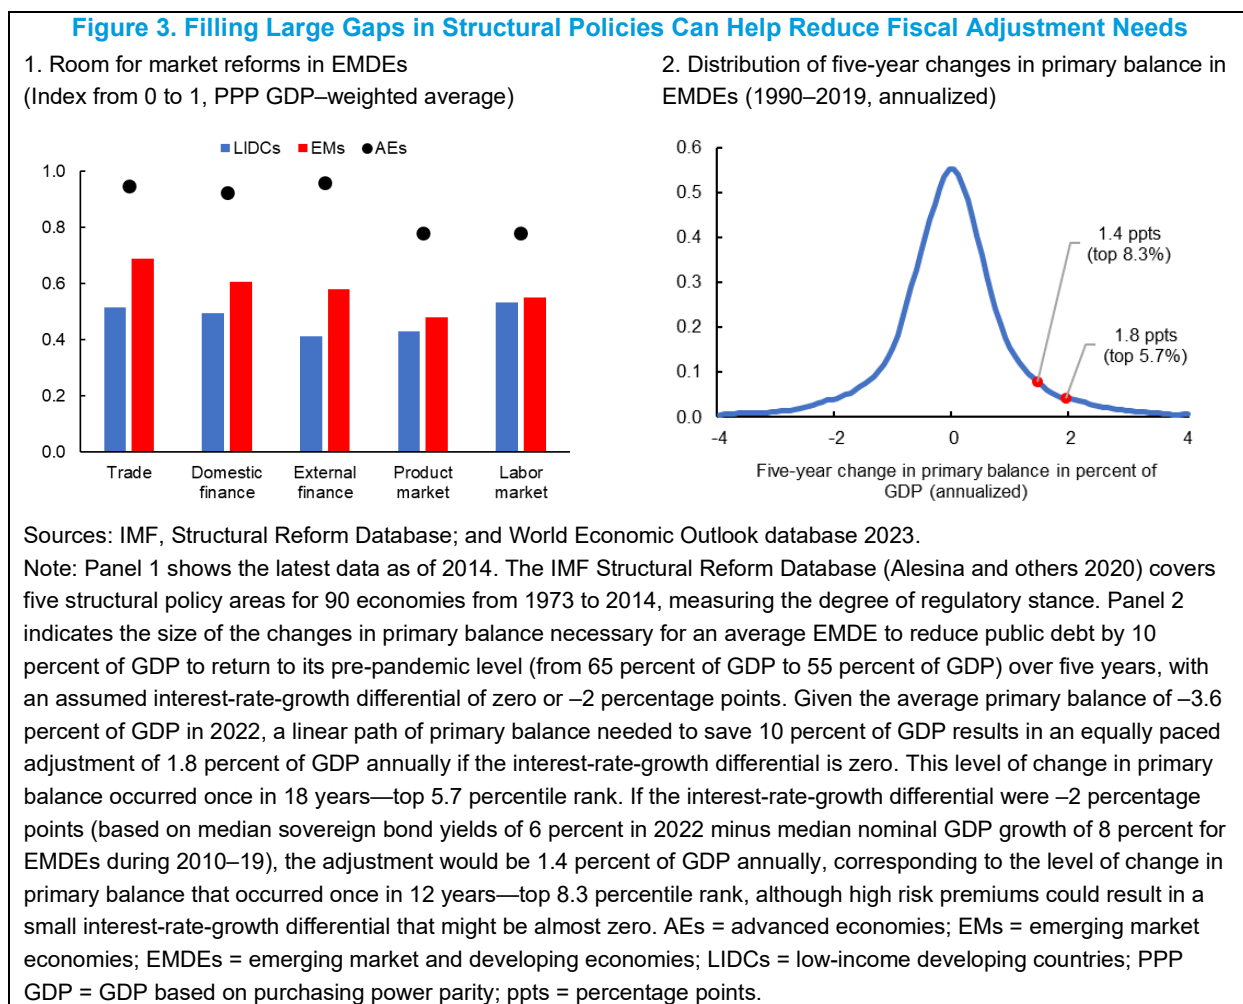 Figure 3. Filling Large Gaps in Structural Policies Can Help Reduce Fiscal Adjustment Needs
1. Room for market reforms in EMDEs
(Index from 0 to 1, PPP GDP–weighted average)
LIDCs EMs AEs
1.0
0.8
0.6
0.4
0.2
0.0
Trade Domestic finance External finance Product market Labor market
2. Distribution of five-year changes in primary balance in
EMDEs (1990–2019, annualized)
0.6
0.5
0.4
0.3
0.2
0.1
0.0
1.4 ppts
(top 8.3%)
1.8 ppts
(top 5.7%)
-4 -2 0 2 4
Five-year change in primary balance in percent of
GDP (annualized)
Sources: IMF, Structural Reform Database; and World Economic Outlook database 2023.
Note: Panel 1 shows the latest data as of 2014. The IMF Structural Reform Database (Alesina and others 2020) covers
five structural policy areas for 90 economies from 1973 to 2014, measuring the degree of regulatory stance. Panel 2
indicates the size of the changes in primary balance necessary for an average EMDE to reduce public debt by 10
percent of GDP to return to its pre-pandemic level (from 65 percent of GDP to 55 percent of GDP) over five years, with
an assumed interest-rate-growth differential of zero or –2 percentage points. Given the average primary balance of –3.6
percent of GDP in 2022, a linear path of primary balance needed to save 10 percent of GDP results in an equally paced
adjustment of 1.8 percent of GDP annually if the interest-rate-growth differential is zero. This level of change in primary
balance occurred once in 18 years—top 5.7 percentile rank. If the interest-rate-growth differential were –2 percentage
points (based on median sovereign bond yields of 6 percent in 2022 minus median nominal GDP growth of 8 percent for
EMDEs during 2010–19), the adjustment would be 1.4 percent of GDP annually, corresponding to the level of change in
primary balance that occurred once in 12 years—top 8.3 percentile rank, although high risk premiums could result in a
small interest-rate-growth differential that might be almost zero. AEs = advanced economies; EMs = emerging market
economies; EMDEs = emerging market and developing economies; LIDCs = low-income developing countries; PPP
GDP = GDP based on purchasing power parity; ppts = percentage points.